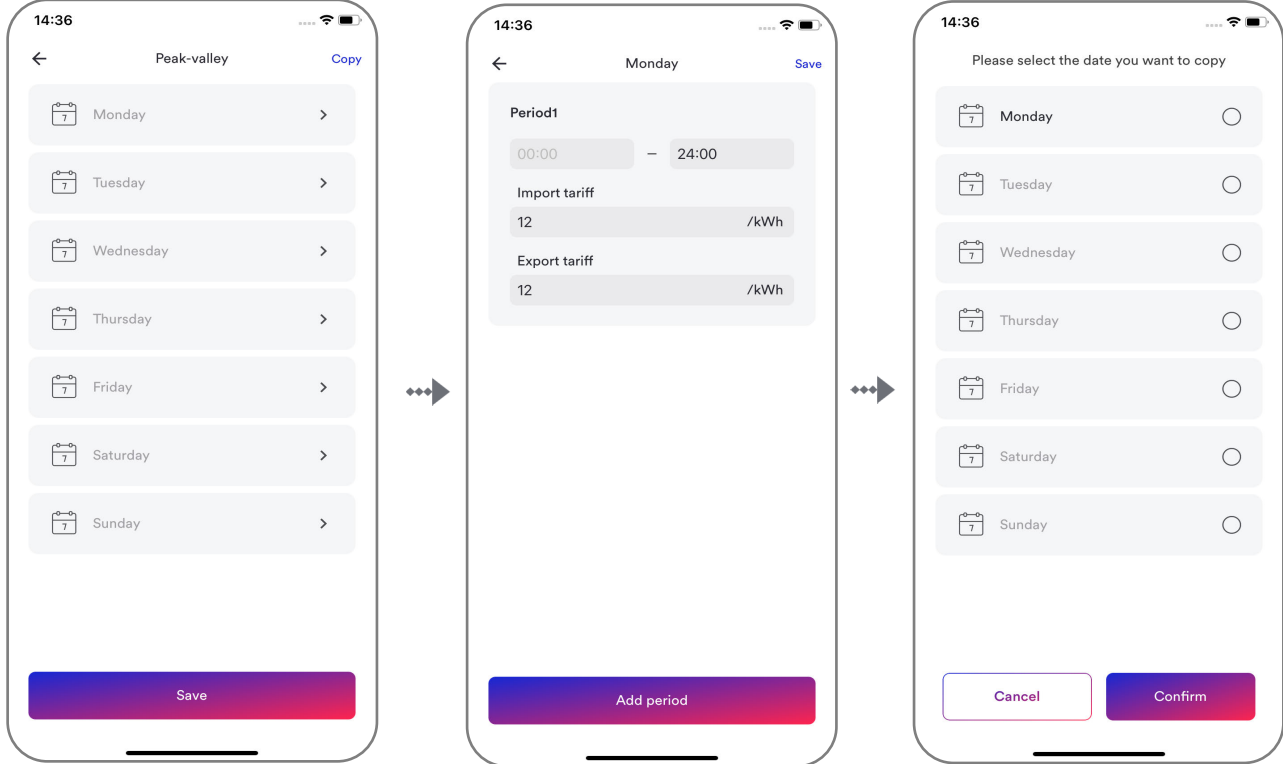 14:36
Peak-valley
Copy
7 Monday
7 Tuesday
7 Wednesday
7 Thursday
7 Friday
7 Saturday
7 Sunday
Save
14:36
Monday
Save
Period1
00:00 – 24:00
Import tariff
12 /kWh
Export tariff
12 /kWh
Add period
14:36
Please select the date you want to copy
7 Monday
7 Tuesday
7 Wednesday
7 Thursday
7 Friday
7 Saturday
7 Sunday
Cancel
Confirm